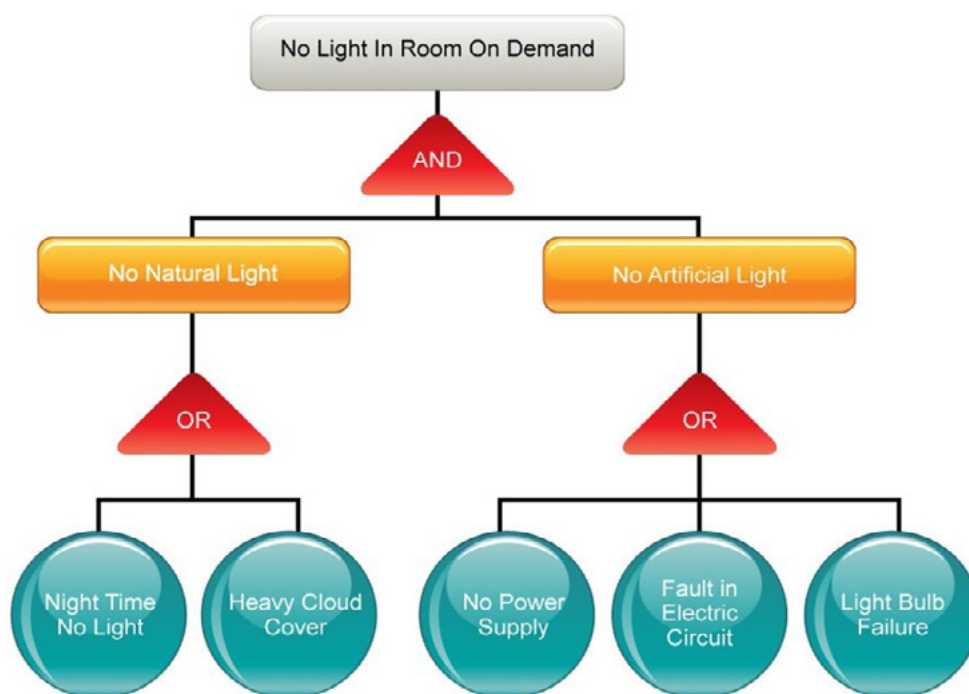 No Light In Room On Demand
AND
No Natural Light
No Artificial Light
OR
OR
Night Time
No Light
Heavy Cloud
Cover
No Power
Supply
Fault in
Electric
Circuit
Light Bulb
Failure